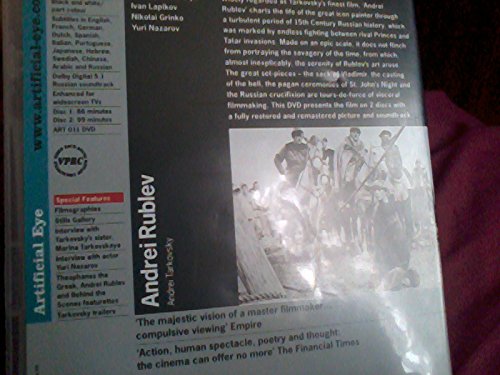 Black and white/
part colour
Subtitles in English,
French, German,
Dutch, Spanish,
Italian, Portuguese,
Japanese, Hebrew,
Swedish, Chinese,
Arabic and Russian
Dolby Digital 5.1
Russian soundtrack
Enhanced for
widescreen TVs
Disc 1: 86 minutes
Disc 2: 99 minutes
ART 011 DVD
VPRC
Special Features
Filmographies
Stills Gallery
Interview with
Tarkovsky's sister,
Marina Tarkovskaya
Interview with actor
Yuri Nazarov
Theophanes the
Greek, Andrei Rublev
and Behind the
Scenes featurettes
Tarkovsky trailers
www.artificial-eye.co
Artificial Eye
Ivan Lapikov
Nikolai Grinko
Yuri Nazarov
widely regarded as Tarkovsky's finest film, 'Andrei
Rublev' charts the life of the great icon painter through
a turbulent period of 15th Century Russian history, which
was marked by endless fighting between rival Princes and
Tatar invasions. Made on an epic scale, it does not flinch
from portraying the savagery of the time, from which,
almost inexplicably, the serenity of Rublev's art arose.
The great set-pieces - the sack of Vladimir, the casting
of the bell, the pagan ceremonies of St. John's Night and
the Russian crucifixion are tours-de-force of visceral
filmmaking. This DVD presents the film on 2 discs with
a fully restored and remastered picture and soundtrack
Andrei Rublev
Andrei Tarkovsky
'The majestic vision of a master filmmaker
compulsive viewing' Empire
'Action, human spectacle, poetry and thought:
the cinema can offer no more' The Financial Times